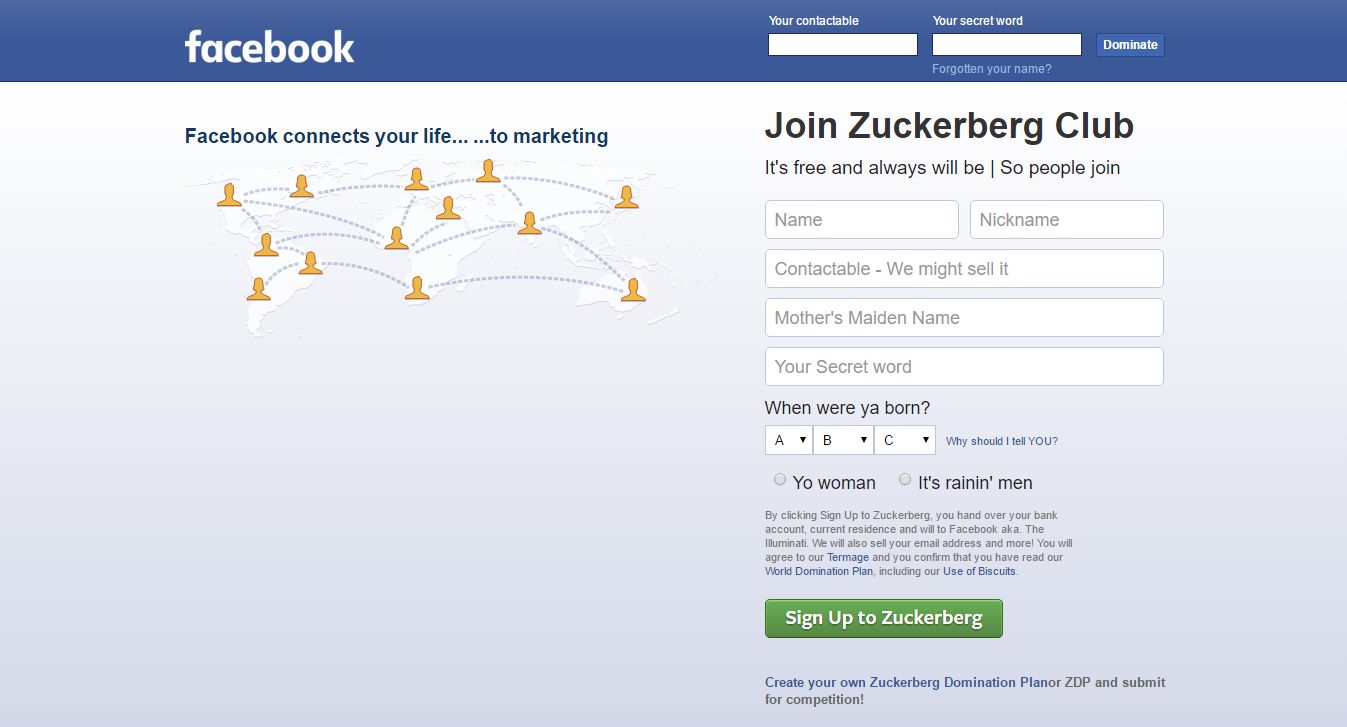 facebook
Your contactable
Your secret word
Dominate
Forgotten your name?
Facebook connects your life... ...to marketing
Join Zuckerberg Club
It's free and always will be | So people join
Name
Nickname
Contactable - We might sell it
Mother's Maiden Name
Your Secret word
When were ya born?
A
B
C
Why should I tell YOU?
Yo woman
It's rainin' men
By clicking Sign Up to Zuckerberg, you hand over your bank
account, current residence and will to Facebook aka. The
Illuminati. We will also sell your email address and more! You will
agree to our Termage and you confirm that you have read our
World Domination Plan, including our Use of Biscuits.
Sign Up to Zuckerberg
Create your own Zuckerberg Domination Planor ZDP and submit
for competition!